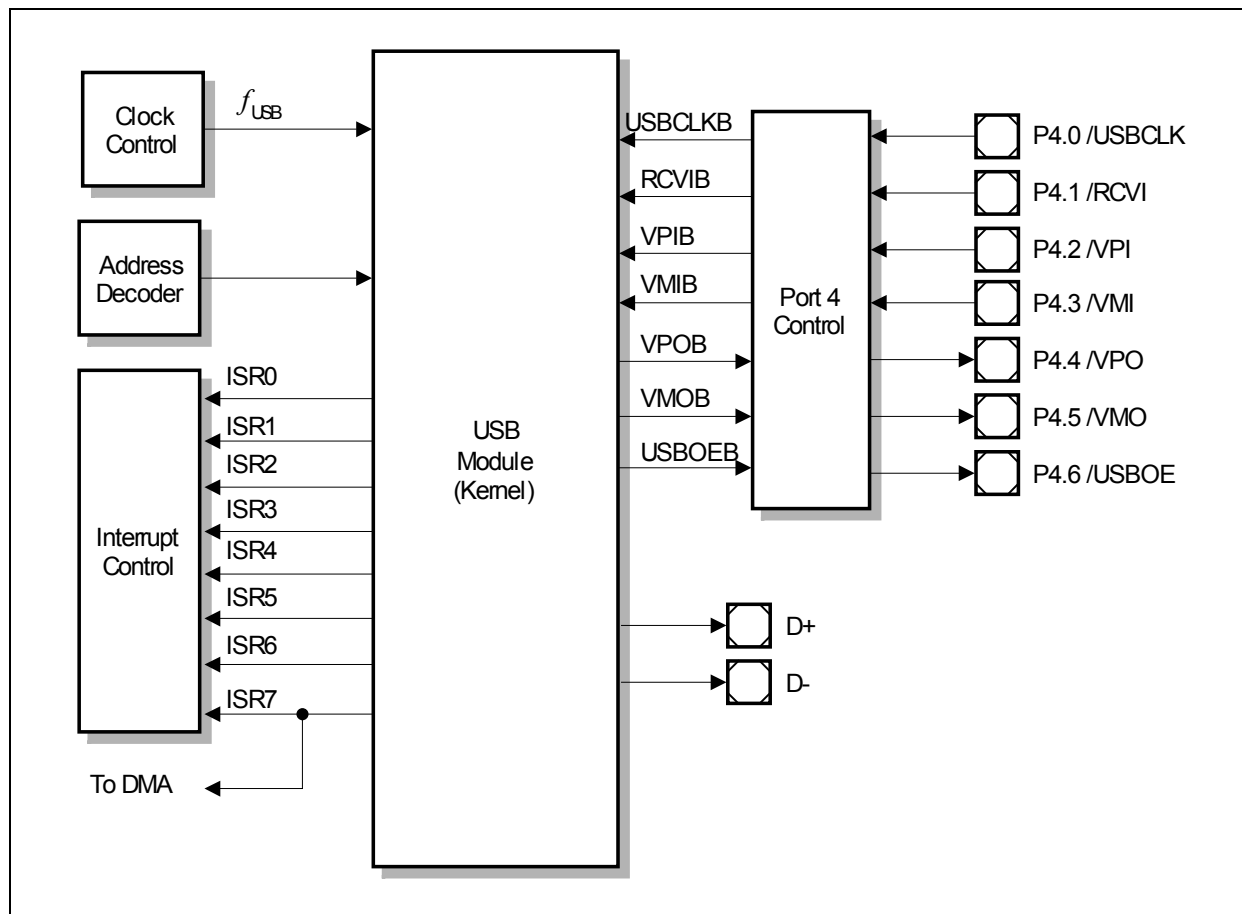 Clock
Control
fUSB
Address
Decoder
Interrupt
Control
ISR0
ISR1
ISR2
ISR3
ISR4
ISR5
ISR6
ISR7
To DMA
USB
Module
(Kernel)
USBCLKB
RCVIB
VPIB
VMIB
VPOB
VMOB
USBOEB
Port 4
Control
P4.0 /USBCLK
P4.1 /RCVI
P4.2 /VPI
P4.3 /VMI
P4.4 /VPO
P4.5 /VMO
P4.6 /USBOE
D+
D-